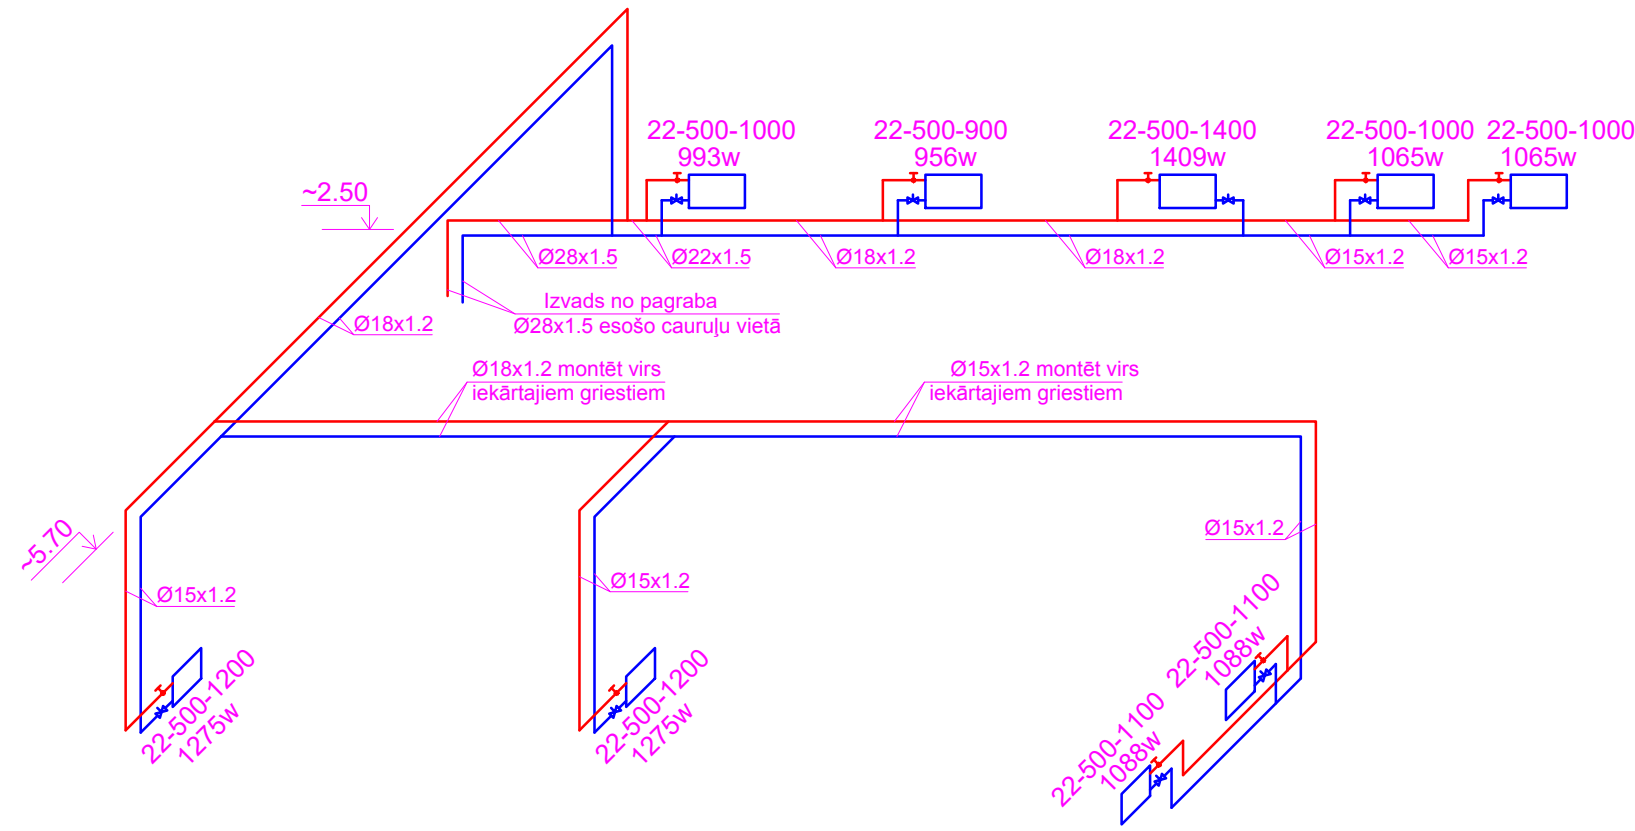 22-500-1000
993w
22-500-900
956w
22-500-1400
1409w
22-500-1000
1065w
22-500-1000
1065w
~2.50
Ø28x1.5
Ø22x1.5
Ø18x1.2
Ø18x1.2
Ø15x1.2
Ø15x1.2
Izvads no pagraba
Ø28x1.5 esošo cauruļu vietā
Ø18x1.2
Ø18x1.2 montēt virs
iekārtajiem griestiem
Ø15x1.2 montēt virs
iekārtajiem griestiem
~5.70
Ø15x1.2
Ø15x1.2
Ø15x1.2
22-500-1200
1275w
22-500-1200
1275w
22-500-1100
1088w
22-500-1100
1088w